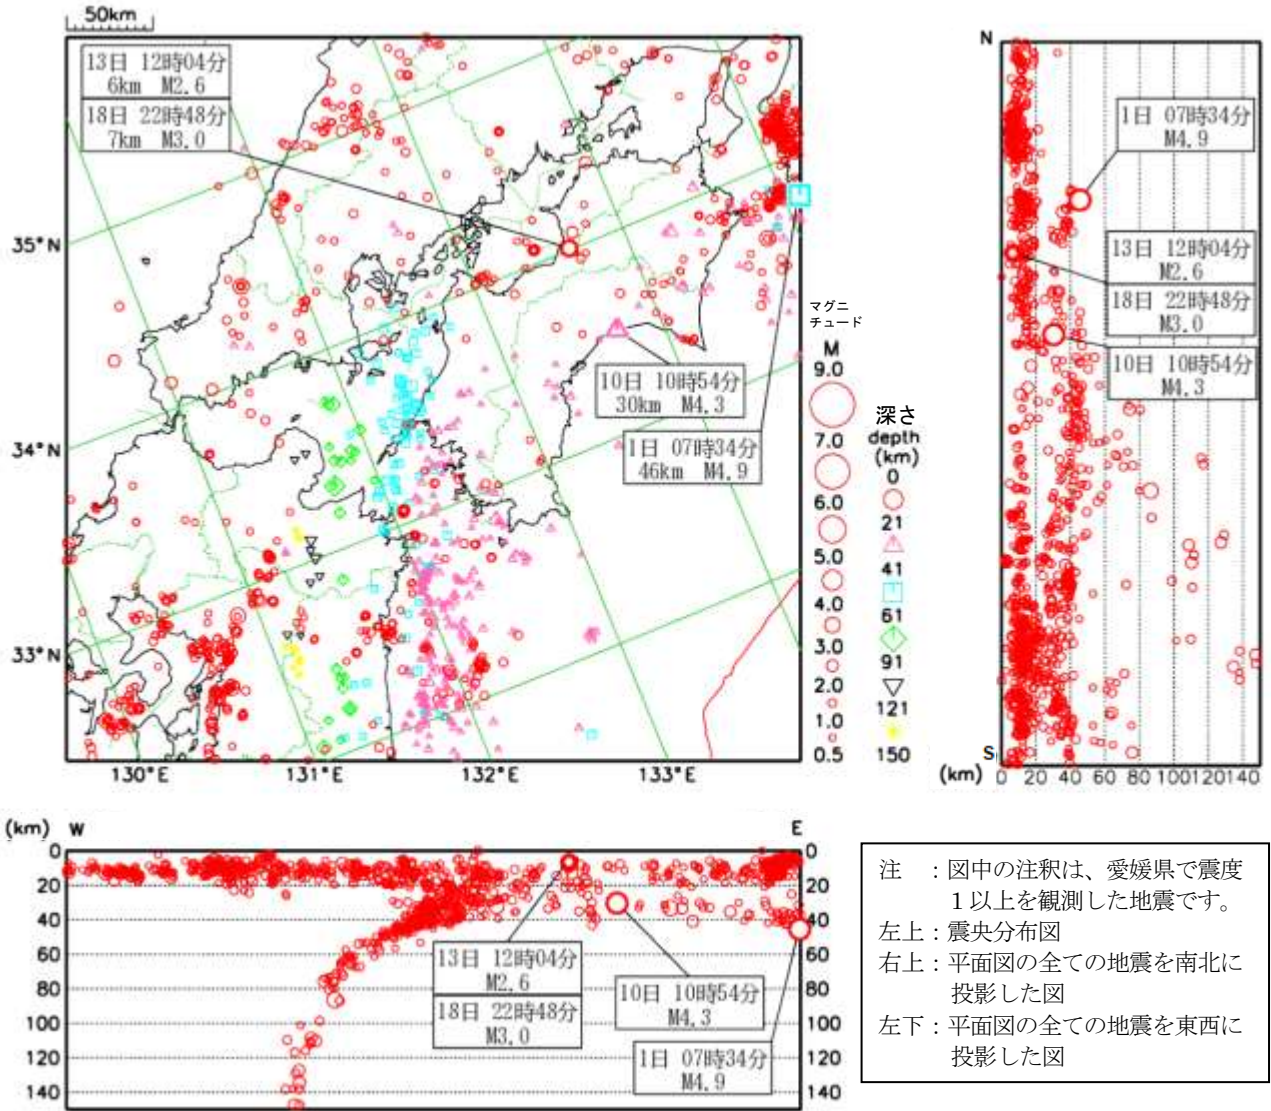 50km
13日 12時04分
6km M2.6
18日 22時48分
7km M3.0
35°N
34°N
33°N
130°E
131°E
132°E
133°E
10日 10時54分
30km M4.3
1日 07時34分
46km M4.9
マグニ
チュード
M
9.0
7.0
6.0
5.0
4.0
3.0
2.0
1.0
0.5
深さ
depth
(km)
0
21
41
61
91
121
150
N
1日 07時34分
M4.9
13日 12時04分
M2.6
18日 22時48分
M3.0
10日 10時54分
M4.3
S
(km) 0 20 40 60 80 100 120 140
(km) W E
0 0
20 20
40 40
60 60
80 80
100 100
120 120
140 140
13日 12時04分
M2.6
18日 22時48分
M3.0
10日 10時54分
M4.3
1日 07時34分
M4.9
注 :図中の注釈は、愛媛県で震度
1以上を観測した地震です。
左上:震央分布図
右上:平面図の全ての地震を南北に
投影した図
左下:平面図の全ての地震を東西に
投影した図